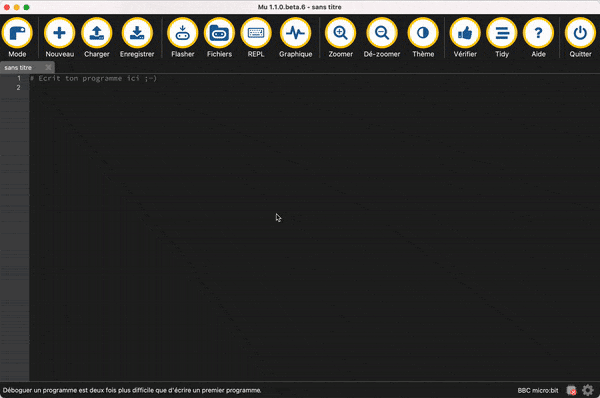 Mu 1.1.0.beta.6 - sans titre
Mode Nouveau Charger Enregistrer Flasher Fichiers REPL Graphique Zoomer Dé-zoomer Thème Vérifier Tidy Aide Quitter
sans titre
1 # Ecrit ton programme ici ;-)
2
Déboguer un programme est deux fois plus difficile que d'écrire un premier programme. BBC micro:bit